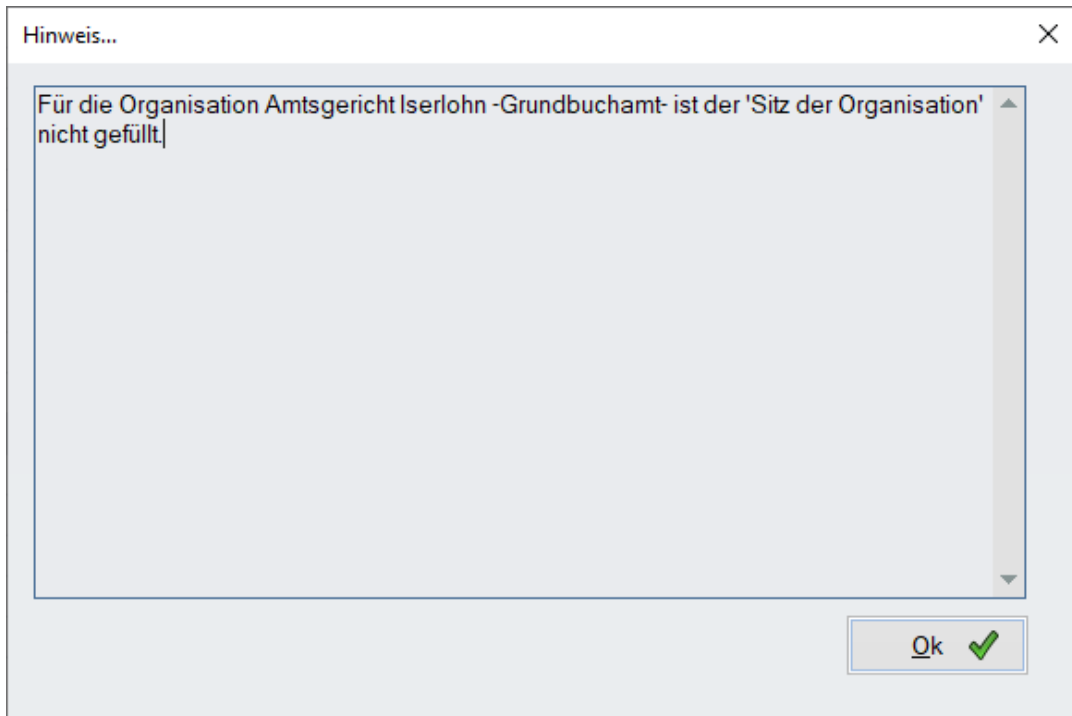 Hinweis...
Für die Organisation Amtsgericht Iserlohn -Grundbuchamt- ist der 'Sitz der Organisation'
nicht gefüllt.
Ok